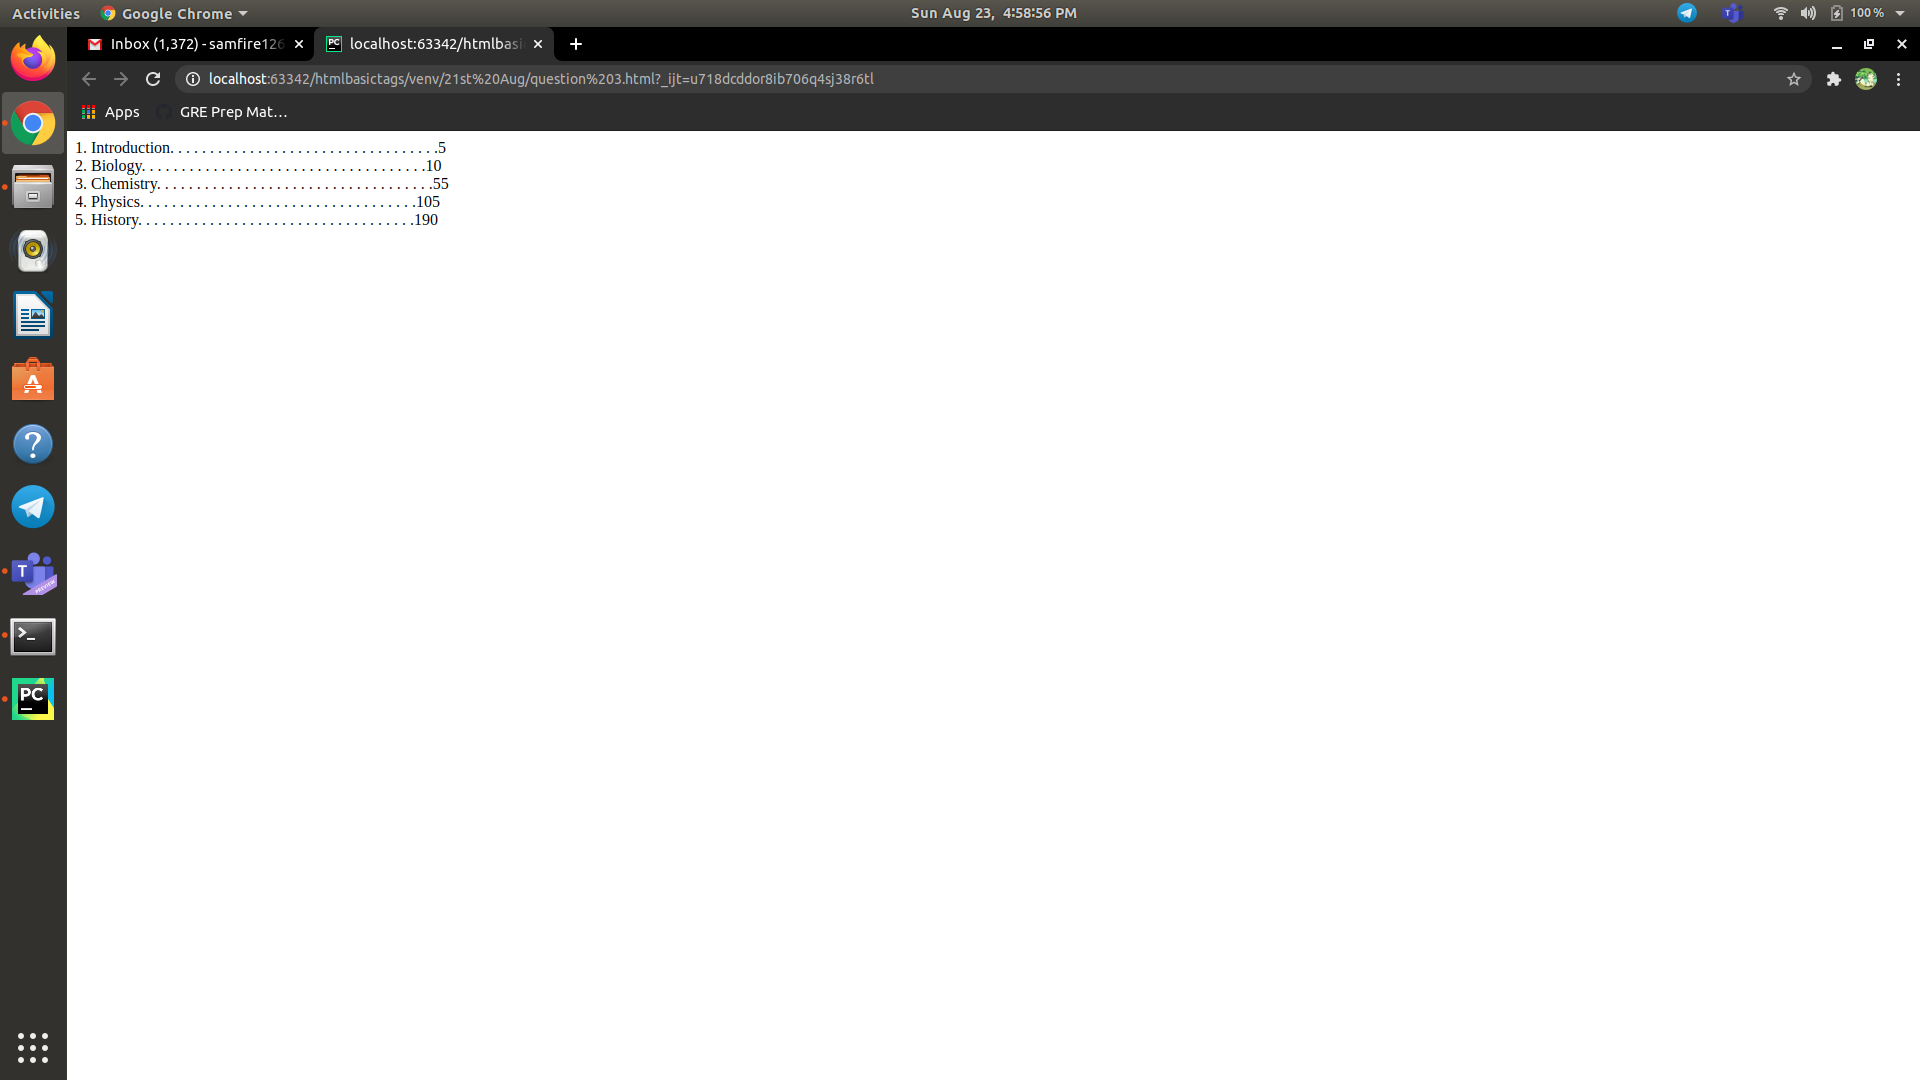 Activities Google Chrome Sun Aug 23, 4:58:56 PM 100%
Inbox (1,372) - samfire126 localhost:63342/htmlbasi
localhost:63342/htmlbasictags/venv/21st%20Aug/question%203.html?_ijt=u718dcddor8ib706q4sj38r6tl
Apps GRE Prep Mat...
1. Introduction. . . . . . . . . . . . . . . . . . . . . . . . . . . . . . . . . .5
2. Biology. . . . . . . . . . . . . . . . . . . . . . . . . . . . . . . . . . . .10
3. Chemistry. . . . . . . . . . . . . . . . . . . . . . . . . . . . . . . . . . .55
4. Physics. . . . . . . . . . . . . . . . . . . . . . . . . . . . . . . . . . .105
5. History. . . . . . . . . . . . . . . . . . . . . . . . . . . . . . . . . . .190
T
PREVIEW
PC